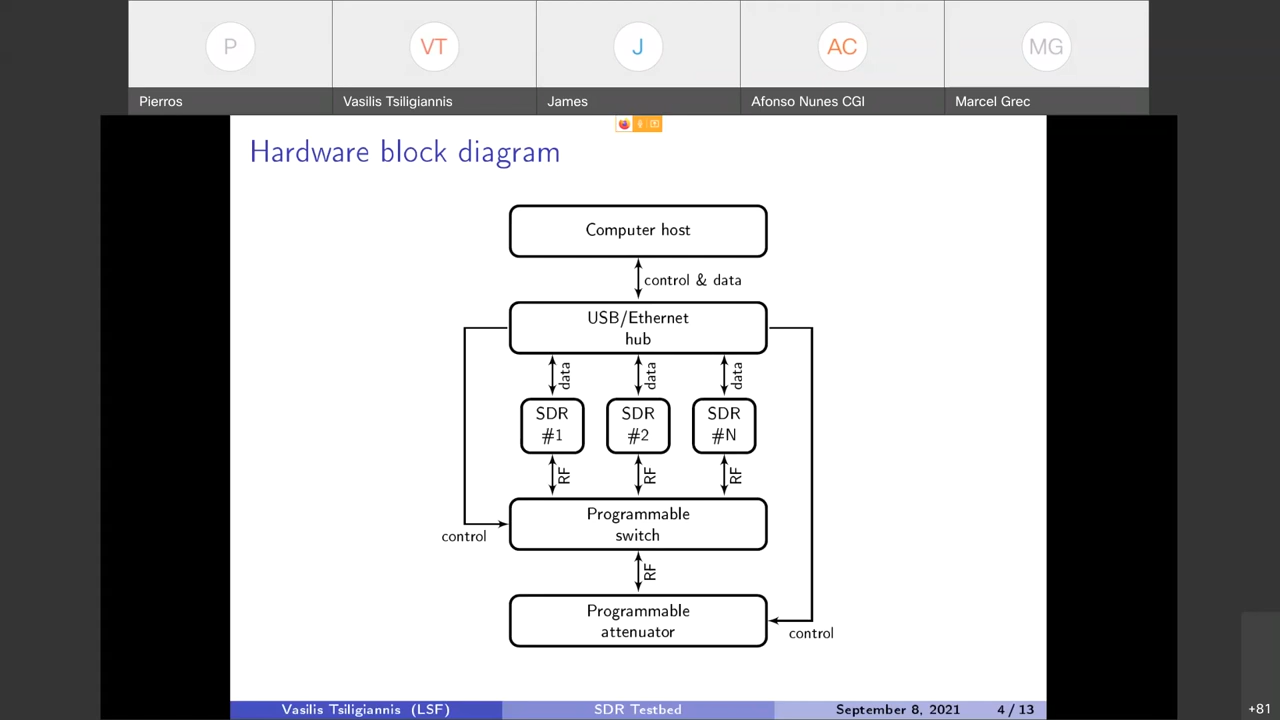 P
VT
J
AC
MG
Pierros
Vasilis Tsiligiannis
James
Afonso Nunes CGI
Marcel Grec
Hardware block diagram
Computer host
control & data
USB/Ethernet
hub
data
data
data
SDR
#1
SDR
#2
SDR
#N
RF
RF
RF
Programmable
switch
control
RF
Programmable
attenuator
control
Vasilis Tsiligiannis (LSF)
SDR Testbed
September 8, 2021
4 / 13
+81